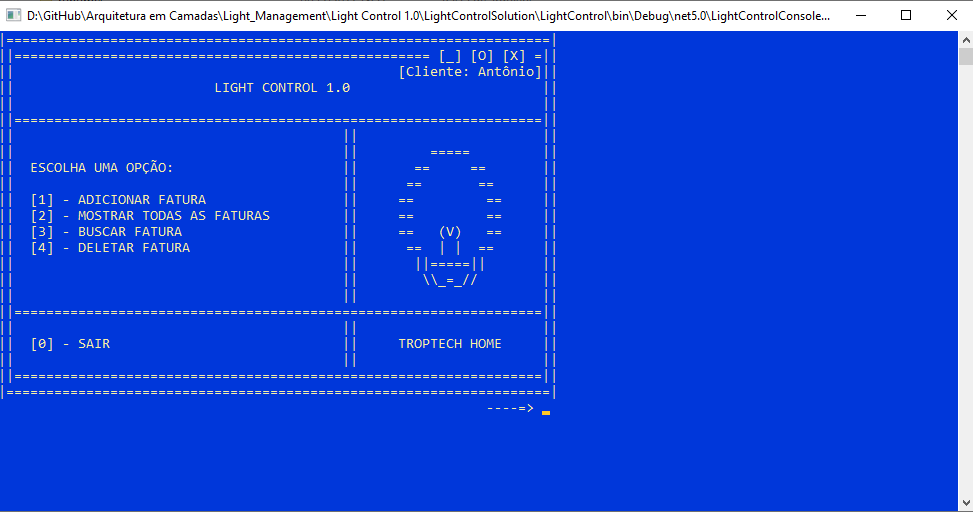 D:\GitHub\Arquitetura em Camadas\Light_Management\Light Control 1.0\LightControlSolution\LightControl\bin\Debug\net5.0\LightControlConsole...
[_] [O] [X]
[Cliente: Antônio]
LIGHT CONTROL 1.0
ESCOLHA UMA OPÇÃO:
[1] - ADICIONAR FATURA
[2] - MOSTRAR TODAS AS FATURAS
[3] - BUSCAR FATURA
[4] - DELETAR FATURA
(V)
[0] - SAIR
TROPTECH HOME
----=>